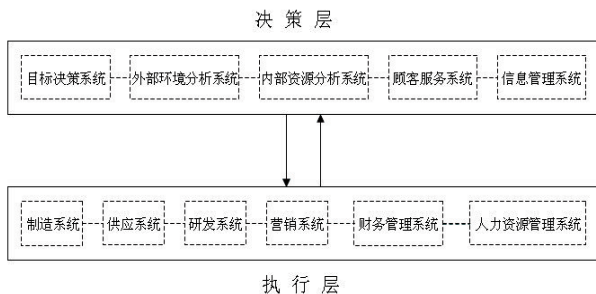 决策层
目标决策系统 外部环境分析系统 内部资源分析系统 顾客服务系统 信息管理系统
制造系统 供应系统 研发系统 营销系统 财务管理系统 人力资源管理系统
执行层